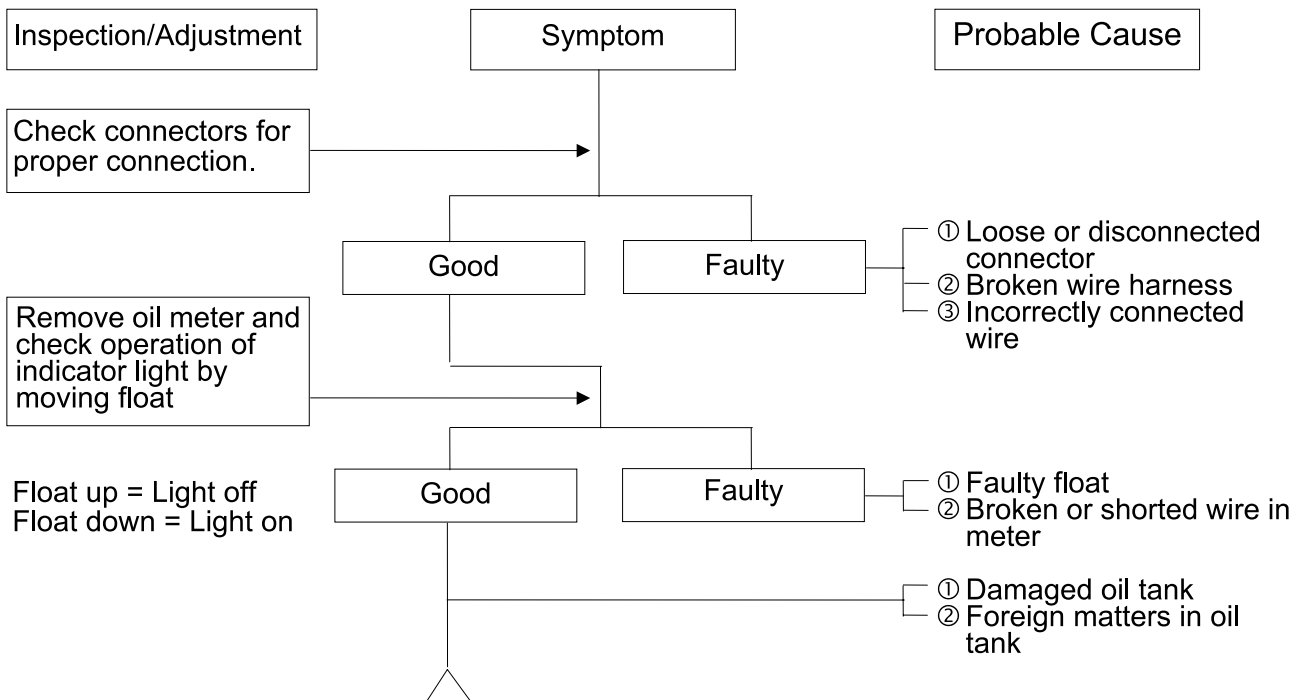 Inspection/Adjustment
Symptom
Probable Cause
Check connectors for
proper connection.
Good
Faulty
① Loose or disconnected
connector
② Broken wire harness
③ Incorrectly connected
wire
Remove oil meter and
check operation of
indicator light by
moving float
Float up = Light off
Float down = Light on
Good
Faulty
① Faulty float
② Broken or shorted wire in
meter
① Damaged oil tank
② Foreign matters in oil
tank